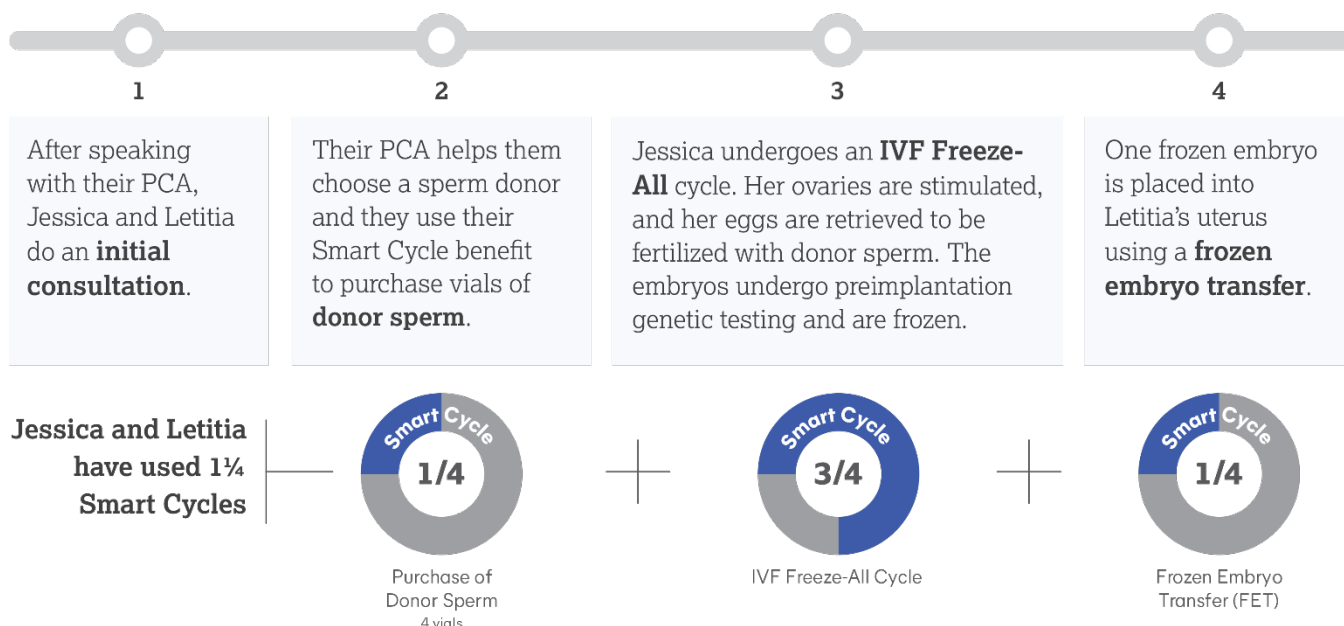 1
2
3
4
After speaking
with their PCA,
Jessica and Letitia
do an initial
consultation.
Their PCA helps them
choose a sperm donor
and they use their
Smart Cycle benefit
to purchase vials of
donor sperm.
Jessica undergoes an IVF Freeze-
All cycle. Her ovaries are stimulated,
and her eggs are retrieved to be
fertilized with donor sperm. The
embryos undergo preimplantation
genetic testing and are frozen.
One frozen embryo
is placed into
Letitia's uterus
using a frozen
embryo transfer.
Jessica and Letitia
have used 1¼
Smart Cycles
Smart Cycle
1/4
Purchase of
Donor Sperm
4 vials
Smart Cycle
3/4
IVF Freeze-All Cycle
Smart Cycle
1/4
Frozen Embryo
Transfer (FET)